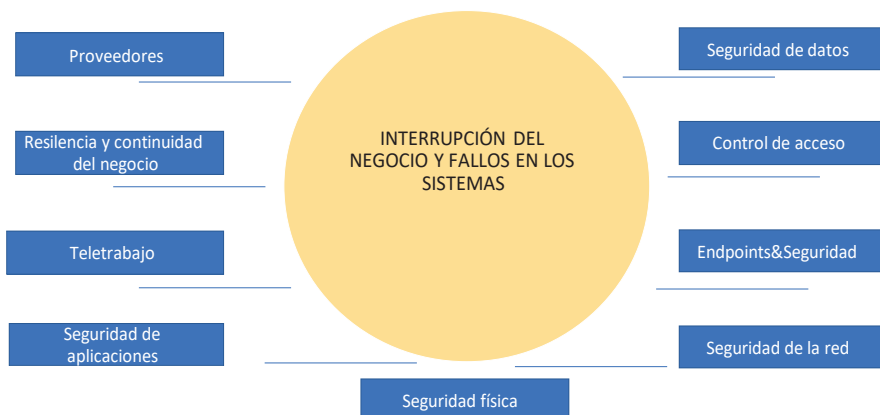 Proveedores
Seguridad de datos
INTERRUPCIÓN DEL
NEGOCIO Y FALLOS EN LOS
SISTEMAS
Resilencia y continuidad
del negocio
Control de acceso
Teletrabajo
Endpoints&Seguridad
Seguridad de
aplicaciones
Seguridad de la red
Seguridad física